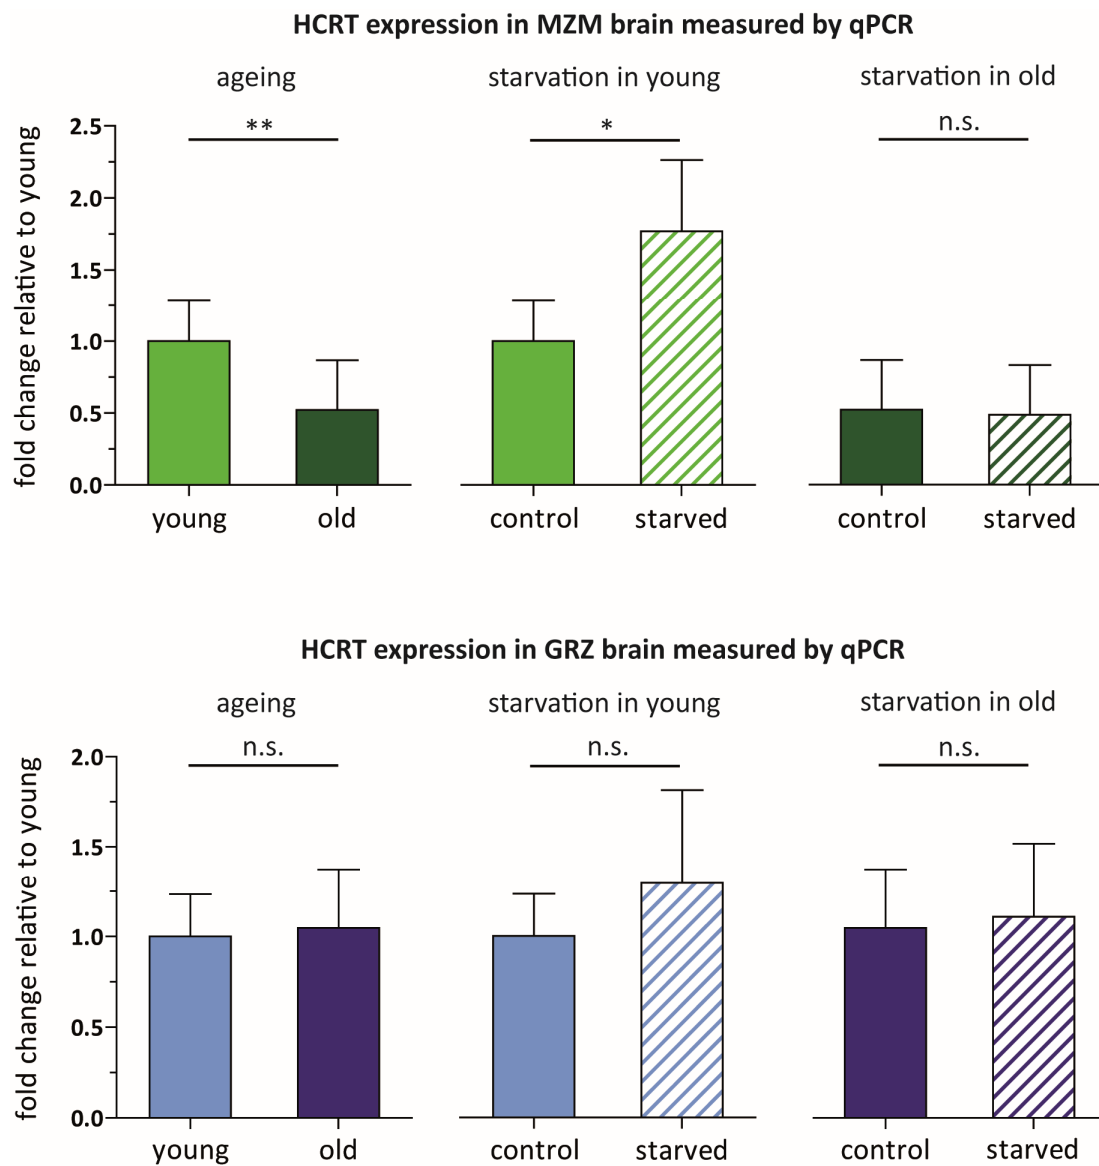 HCRT expression in MZM brain measured by qPCR
ageing
starvation in young
starvation in old
**
*
n.s.
fold change relative to young
2.5
2.0
1.5
1.0
0.5
0.0
young
old
control
starved
control
starved
HCRT expression in GRZ brain measured by qPCR
ageing
starvation in young
starvation in old
n.s.
n.s.
n.s.
fold change relative to young
2.0
1.5
1.0
0.5
0.0
young
old
control
starved
control
starved